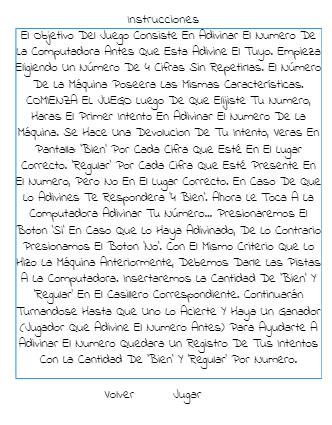 Instrucciones
El Objetivo Del Juego Consiste En Adivinar El Numero De
La Computadora Antes Que Esta Adivine El Tuyo. Empieza
Eligiendo Un Número De 4 Cifras Sin Repetirlas. El Número
De La Máquina Poseera Las Mismas Características.
COMIENZA EL JUEGO Luego De Que Elijiste Tu Numero,
Haras El Primer Intento En Adivinar El Numero De La
Máquina. Se Hace Una Devolucion De Tu Intento, Veras En
Pantalla 'Bien' Por Cada Cifra Que Esté En El Lugar
Correcto. 'Regular' Por Cada Cifra Que Esté Presente En
El Numero, Pero No En El Lugar Correcto. En Caso De Que
Lo Adivines Te Respondera '4 Bien'. Ahora Le Toca A La
Computadora Adivinar Tu Número... Presionaremos El
Boton 'Si' En Caso Que Lo Haya Adivinado, De Lo Contrario
Presionamos El Boton 'No'. Con El Mismo Criterio Que Lo
Hizo La Máquina Anteriormente, Debemos Darle Las Pistas
A La Computadora. Insertaremos La Cantidad De 'Bien' Y
'Regular' En El Casillero Correspondiente. Continuarán
Turnandose Hasta Que Uno Lo Acierte Y Haya Un Ganador
(Jugador Que Adivine El Numero Antes) Para Ayudarte A
Adivinar El Numero Quedara Un Registro De Tus Intentos
Con La Cantidad De 'Bien' Y 'Regular' Por Numero.
Volver Jugar